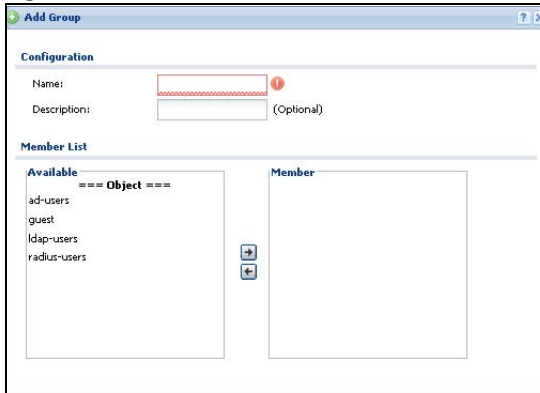 Add Group
Configuration
Name:
Description: (Optional)
Member List
Available Member
=== Object ===
ad-users
guest
ldap-users
radius-users